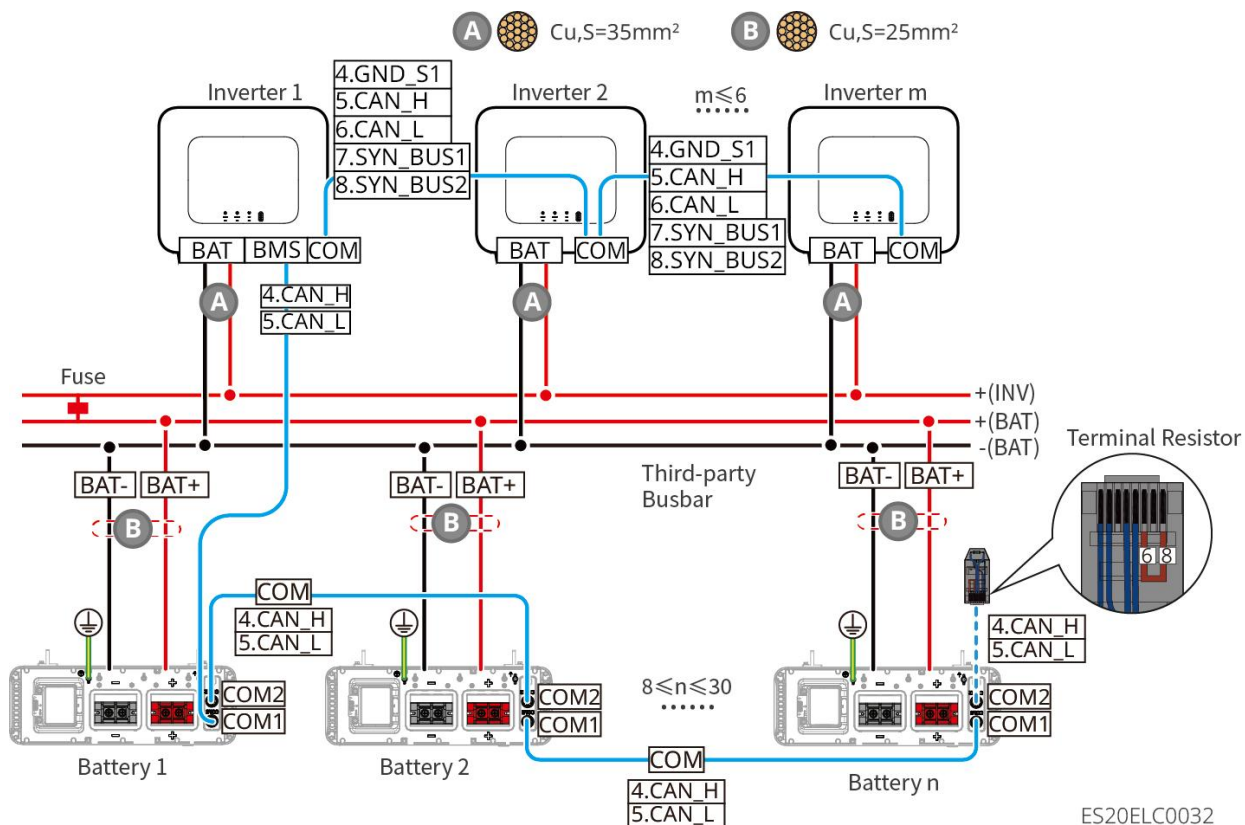 A Cu,S=35mm²
B Cu,S=25mm²
Inverter 1
4.GND_S1
5.CAN_H
6.CAN_L
7.SYN_BUS1
8.SYN_BUS2
Inverter 2
m≤6
Inverter m
4.GND_S1
5.CAN_H
6.CAN_L
7.SYN_BUS1
8.SYN_BUS2
BAT
BMS
COM
BAT
COM
BAT
COM
A
4.CAN_H
5.CAN_L
A
A
Fuse
+(INV)
+(BAT)
-(BAT)
Third-party
Busbar
Terminal Resistor
6 8
BAT-
BAT+
BAT-
BAT+
BAT-
BAT+
B
B
B
COM
4.CAN_H
5.CAN_L
4.CAN_H
5.CAN_L
COM2
COM1
COM2
COM1
8≤n≤30
COM2
COM1
- +
- +
- +
- +
- +
- +
Battery 1
Battery 2
COM
4.CAN_H
5.CAN_L
Battery n
ES20ELC0032